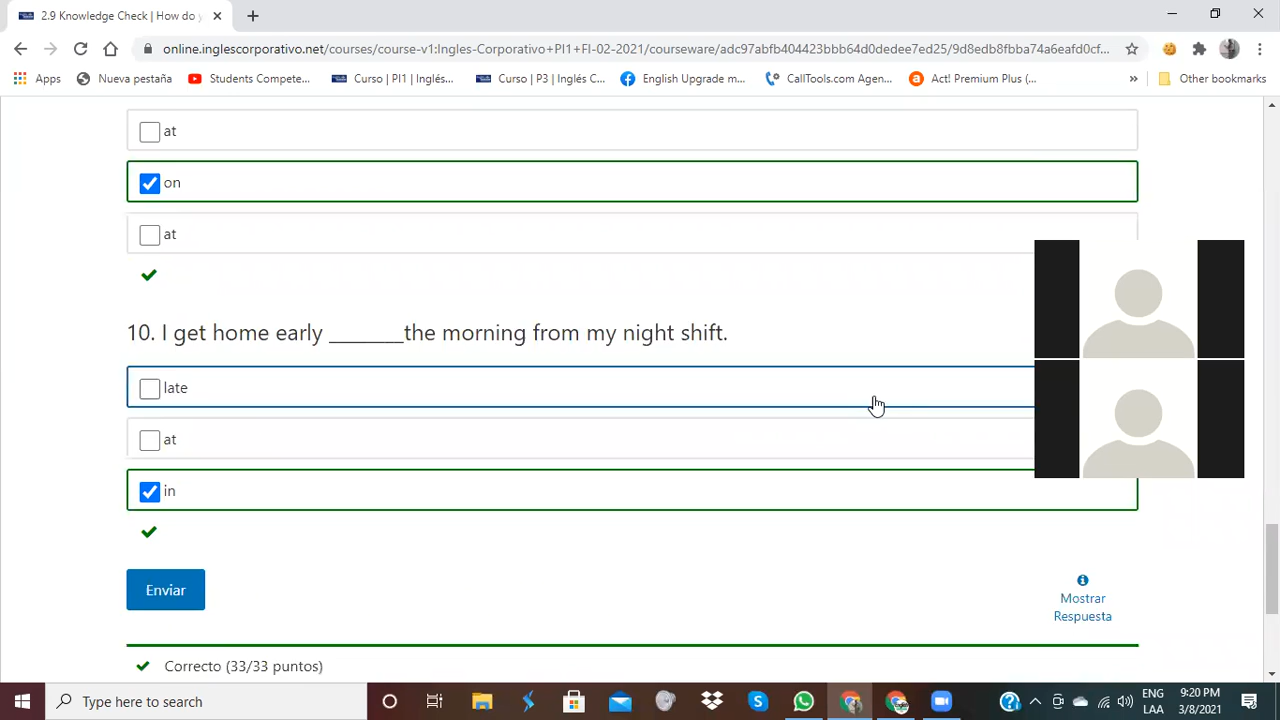 2.9 Knowledge Check | How do y
online.inglescorporativo.net/courses/course-v1:Ingles-Corporativo+PI1+FI-02-2021/courseware/adc97abfb404423bbb64d0dedee7ed25/9d8edb8fbba74a6eafd0cf...
Apps Nueva pestaña Students Compete... Curso | PI1 | Inglés... Curso | P3 | Inglés C... English Upgrade m... CallTools.com Agen... Act! Premium Plus (... » Other bookmarks
at
on
at
10. I get home early ________the morning from my night shift.
late
at
in
Enviar
Mostrar
Respuesta
Correcto (33/33 puntos)
Type here to search
ENG
LAA
9:20 PM
3/8/2021